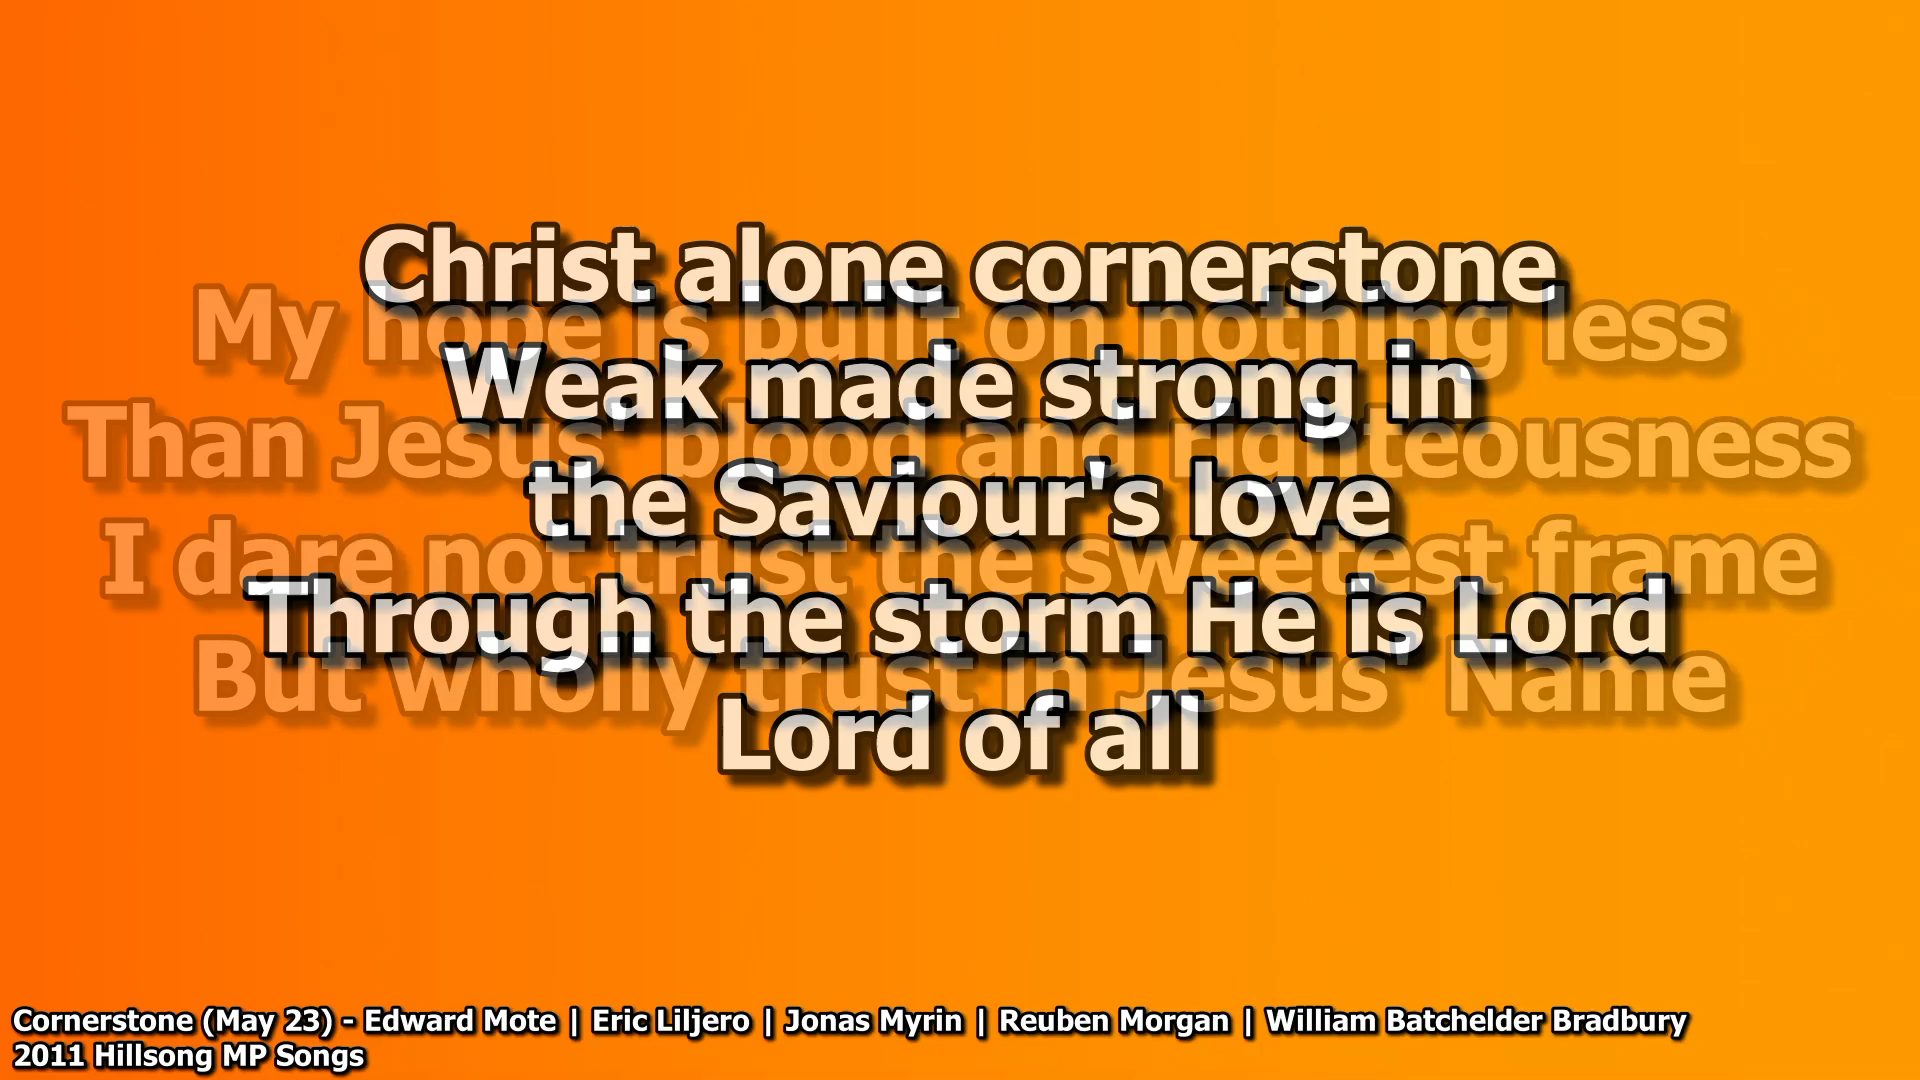 Christ alone cornerstone
Weak made strong in
the Saviour's love
Through the storm He is Lord
Lord of all
My hope is built on nothing less
Than Jesus' blood and righteousness
I dare not trust the sweetest frame
But wholly trust in Jesus' Name
Cornerstone (May 23) - Edward Mote | Eric Liljero | Jonas Myrin | Reuben Morgan | William Batchelder Bradbury
2011 Hillsong MP Songs